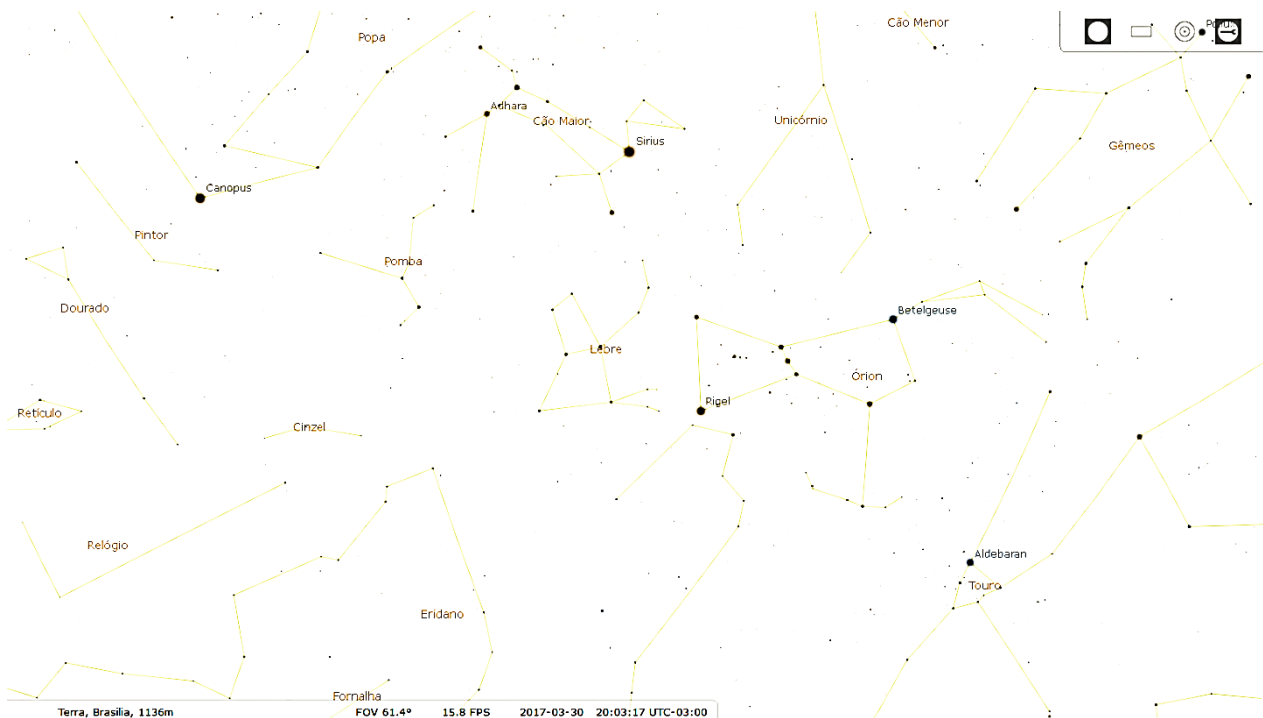 Cão Menor
Popa
Adhara
Cão Maior
Unicórnio
Sirius
Gêmeos
Canopus
Pintor
Pomba
Dourado
Betelgeuse
Lebre
Órion
Rigel
Retículo
Cinzel
Relógio
Aldebaran
Touro
Eridano
Fornalha
Terra, Brasília, 1136m FOV 61.4° 15.8 FPS 2017-03-30 20:03:17 UTC-03:00